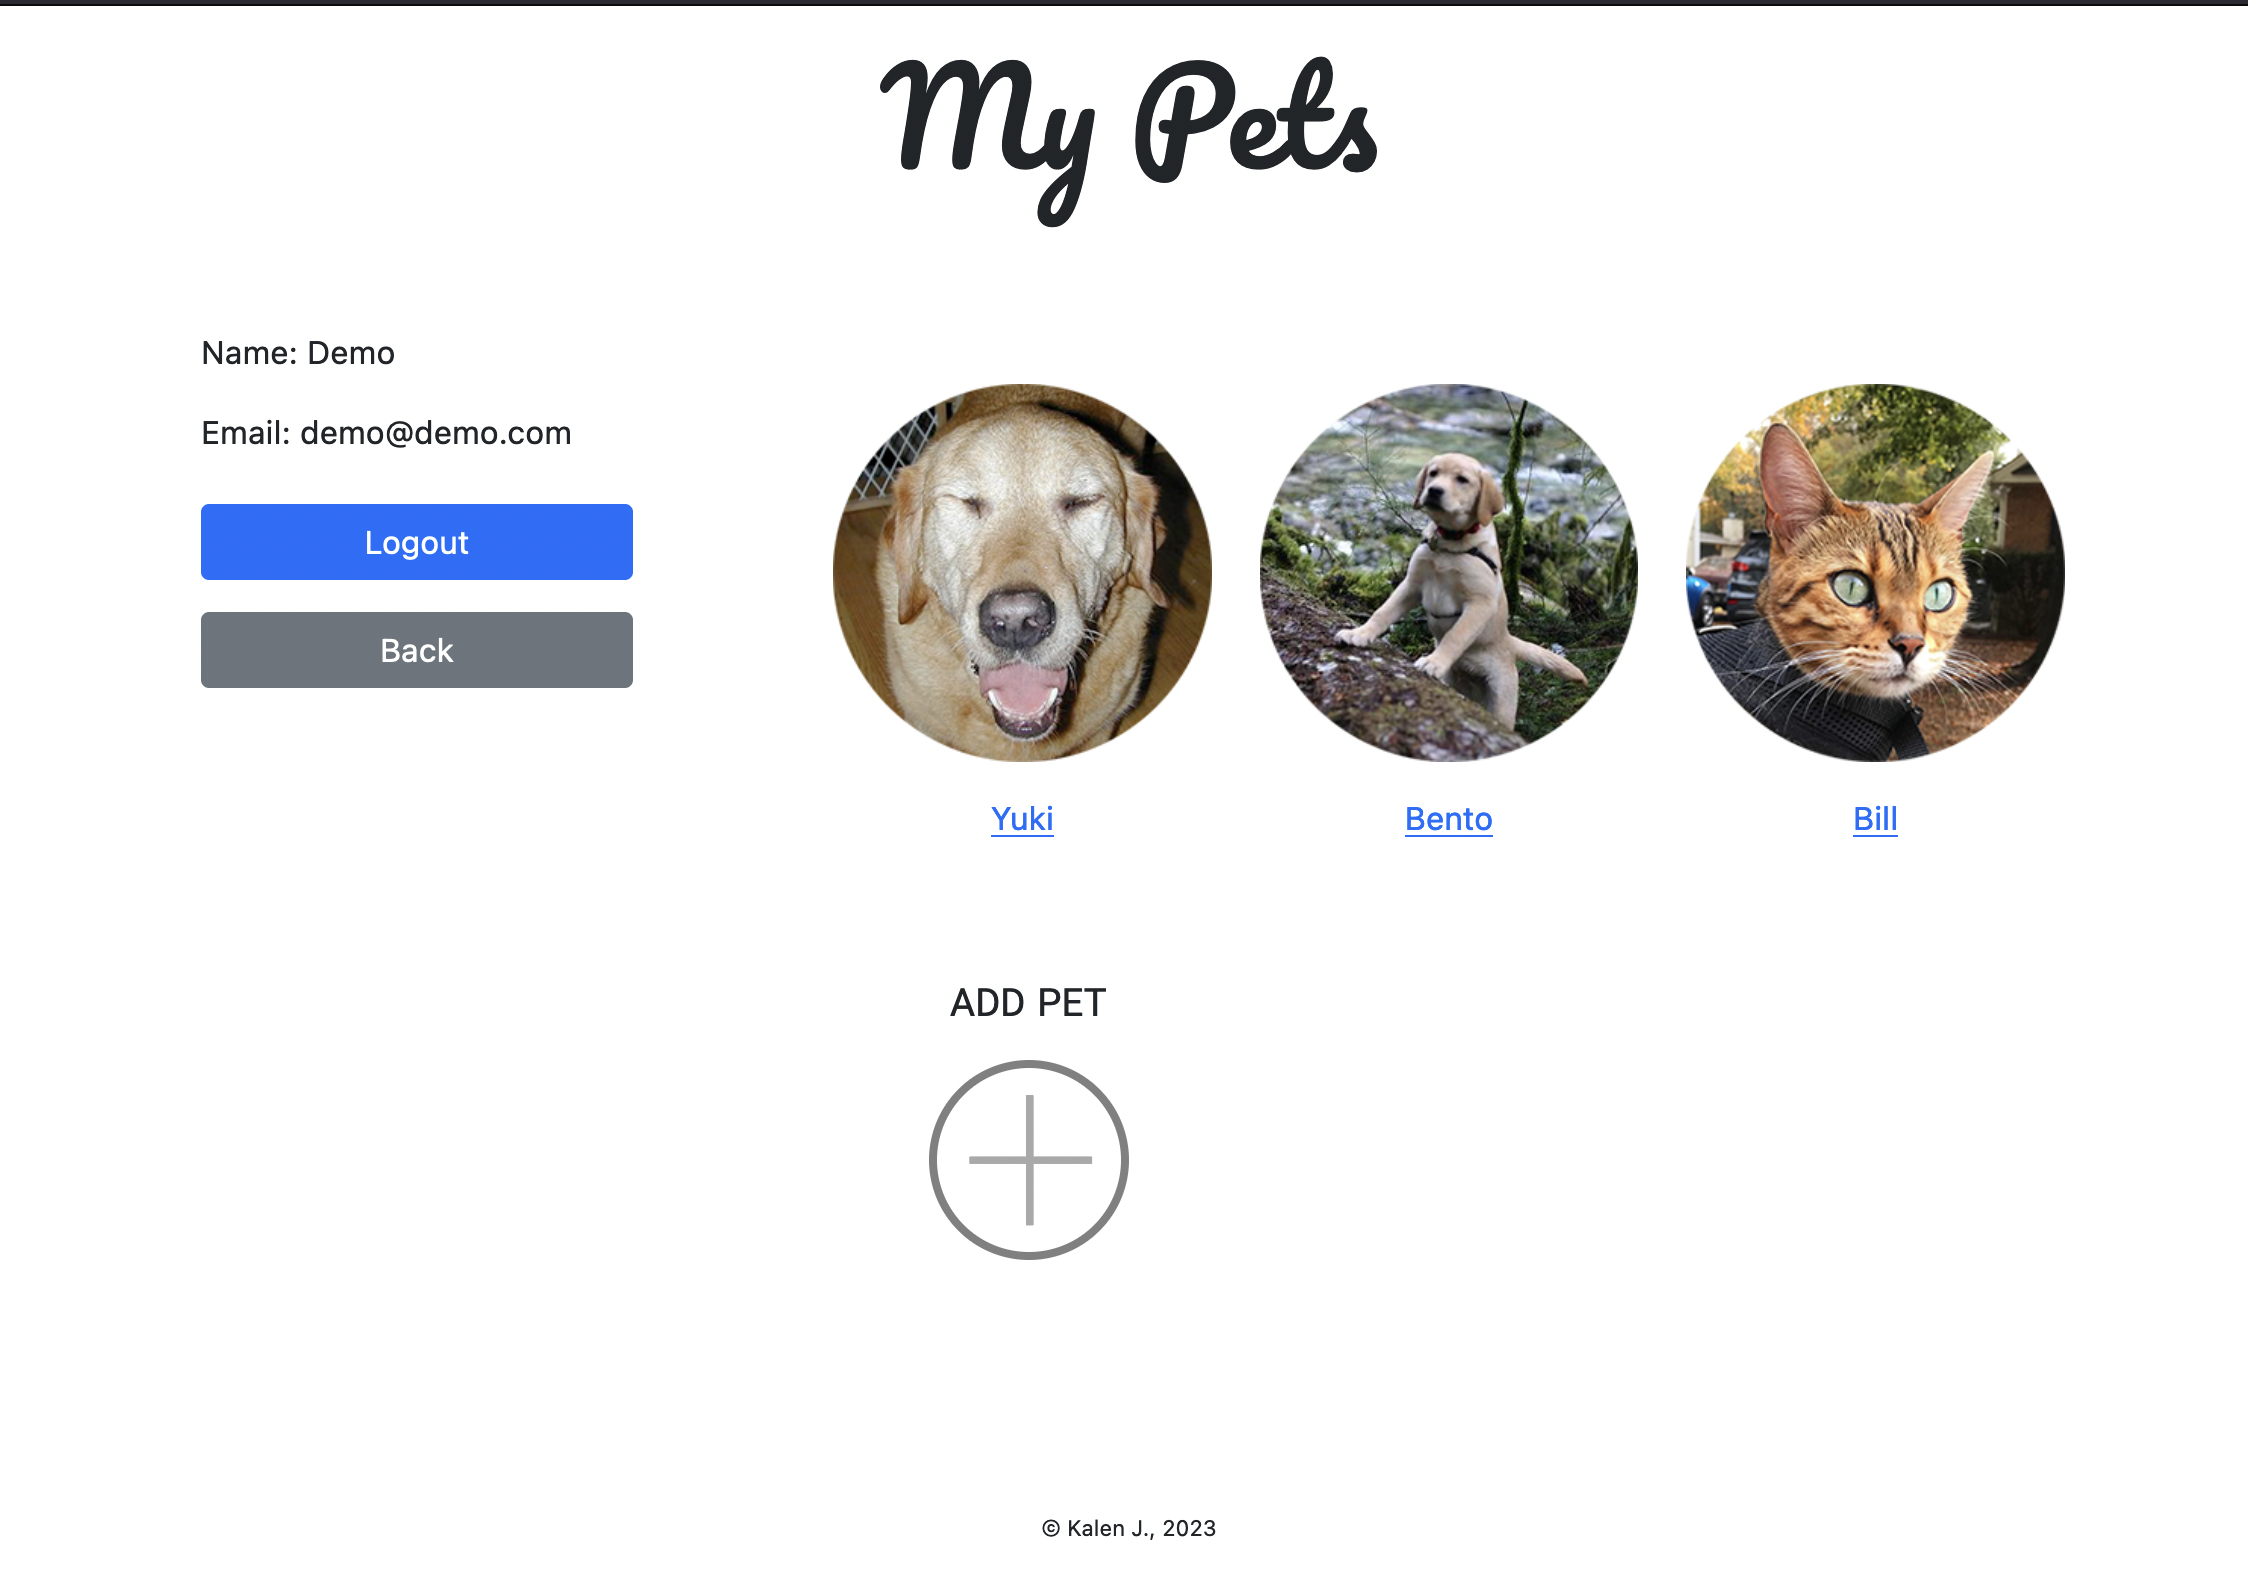 My Pets
Name: Demo
Email: demo@demo.com
Logout
Back
Yuki
Bento
Bill
ADD PET
© Kalen J., 2023